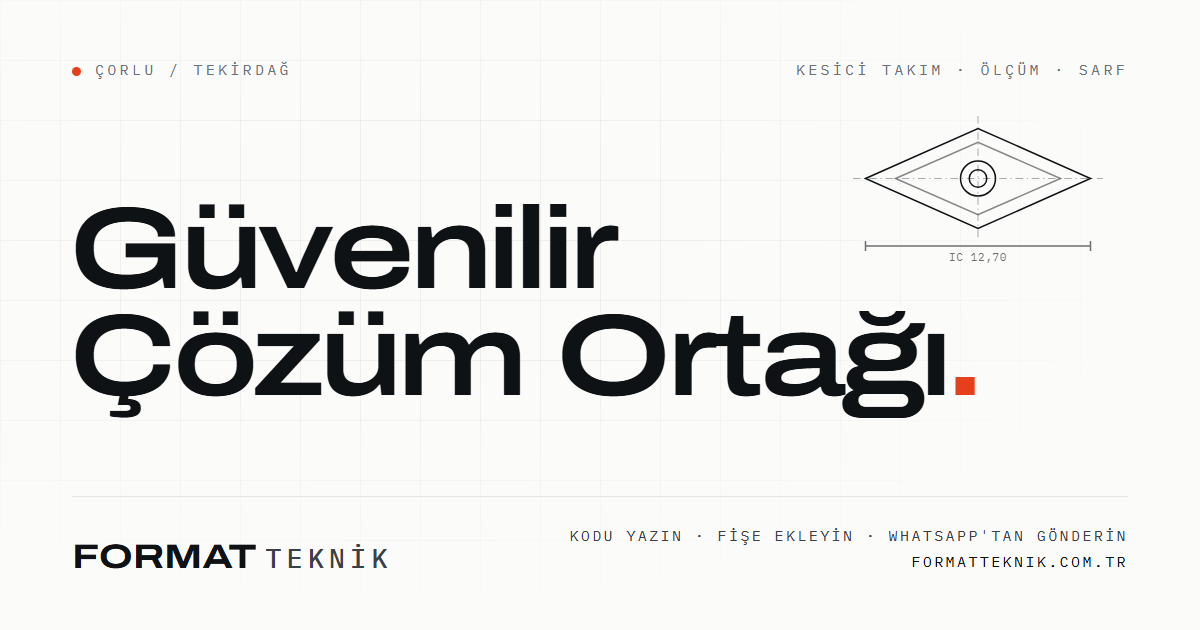 ÇORLU / TEKİRDAĞ
KESİCİ TAKIM · ÖLÇÜM · SARF
IC 12,70
Güvenilir
Çözüm Ortağı.
FORMAT TEKNİK
KODU YAZIN · FİŞE EKLEYİN · WHATSAPP'TAN GÖNDERİN
FORMATTEKNIK.COM.TR